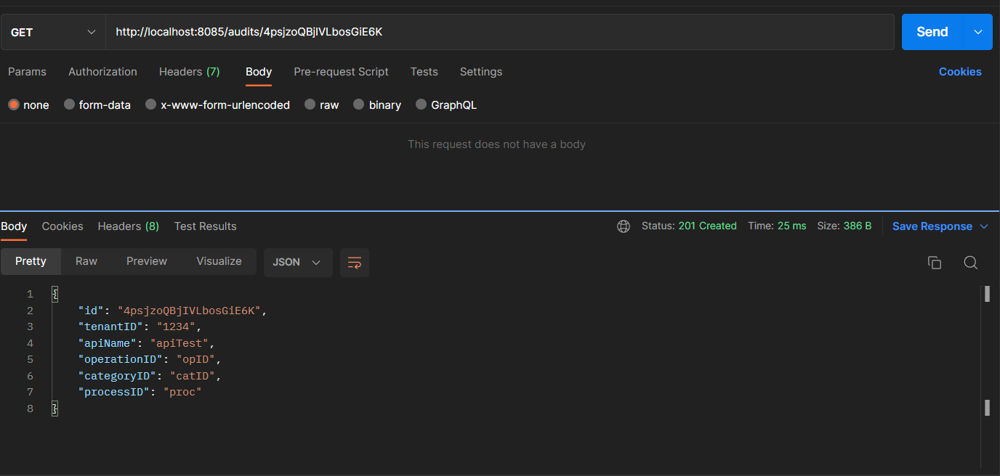 GET http://localhost:8085/audits/4psjzoQBjIVLbosGiE6K Send
Params Authorization Headers (7) Body Pre-request Script Tests Settings Cookies
none form-data x-www-form-urlencoded raw binary GraphQL
This request does not have a body
Body Cookies Headers (8) Test Results Status: 201 Created Time: 25 ms Size: 386 B Save Response
Pretty Raw Preview Visualize JSON
1 {
2 "id": "4psjzoQBjIVLbosGiE6K",
3 "tenantID": "1234",
4 "apiName": "apiTest",
5 "operationID": "opID",
6 "categoryID": "catID",
7 "processID": "proc"
8 }